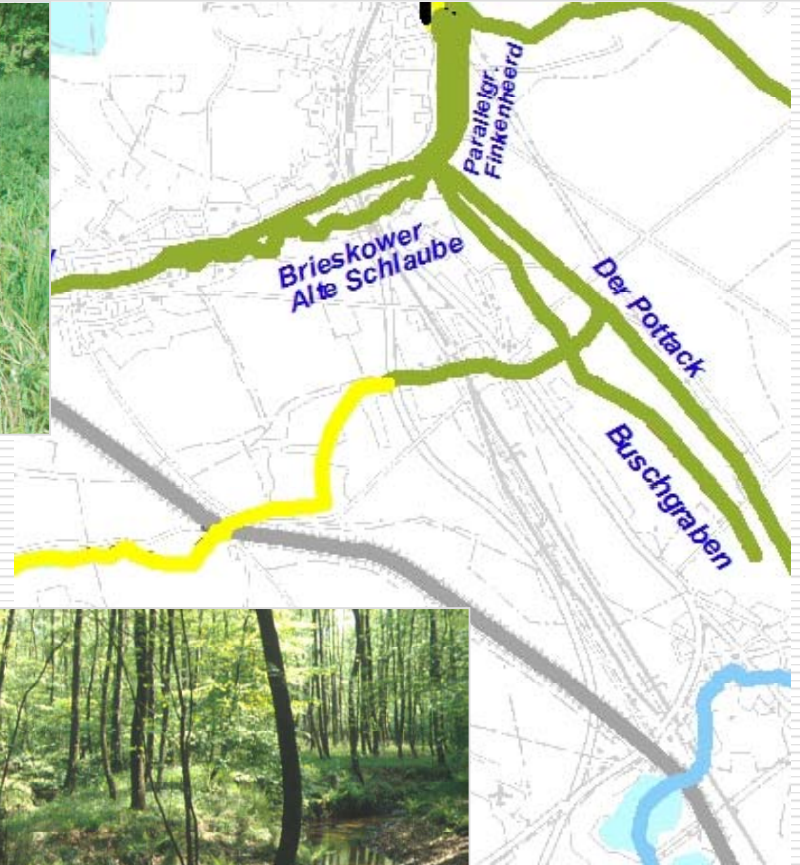 Parallelgr.
Finkenheerd
Brieskower
Alte Schlaube
Der Pottack
Buschgraben